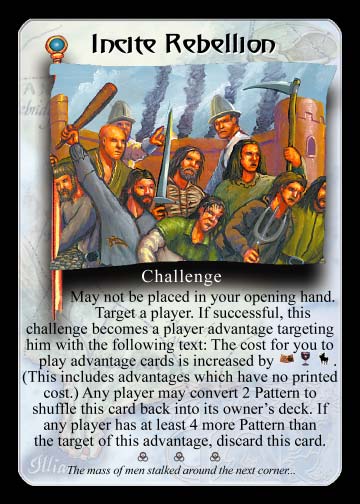 Incite Rebellion
Challenge
May not be placed in your opening hand.
Target a player. If successful, this
challenge becomes a player advantage targeting
him with the following text: The cost for you to
play advantage cards is increased by
(This includes advantages which have no printed
cost.) Any player may convert 2 Pattern to
shuffle this card back into its owner's deck. If
any player has at least 4 more Pattern than
the target of this advantage, discard this card.
Illia
The mass of men stalked around the next corner...